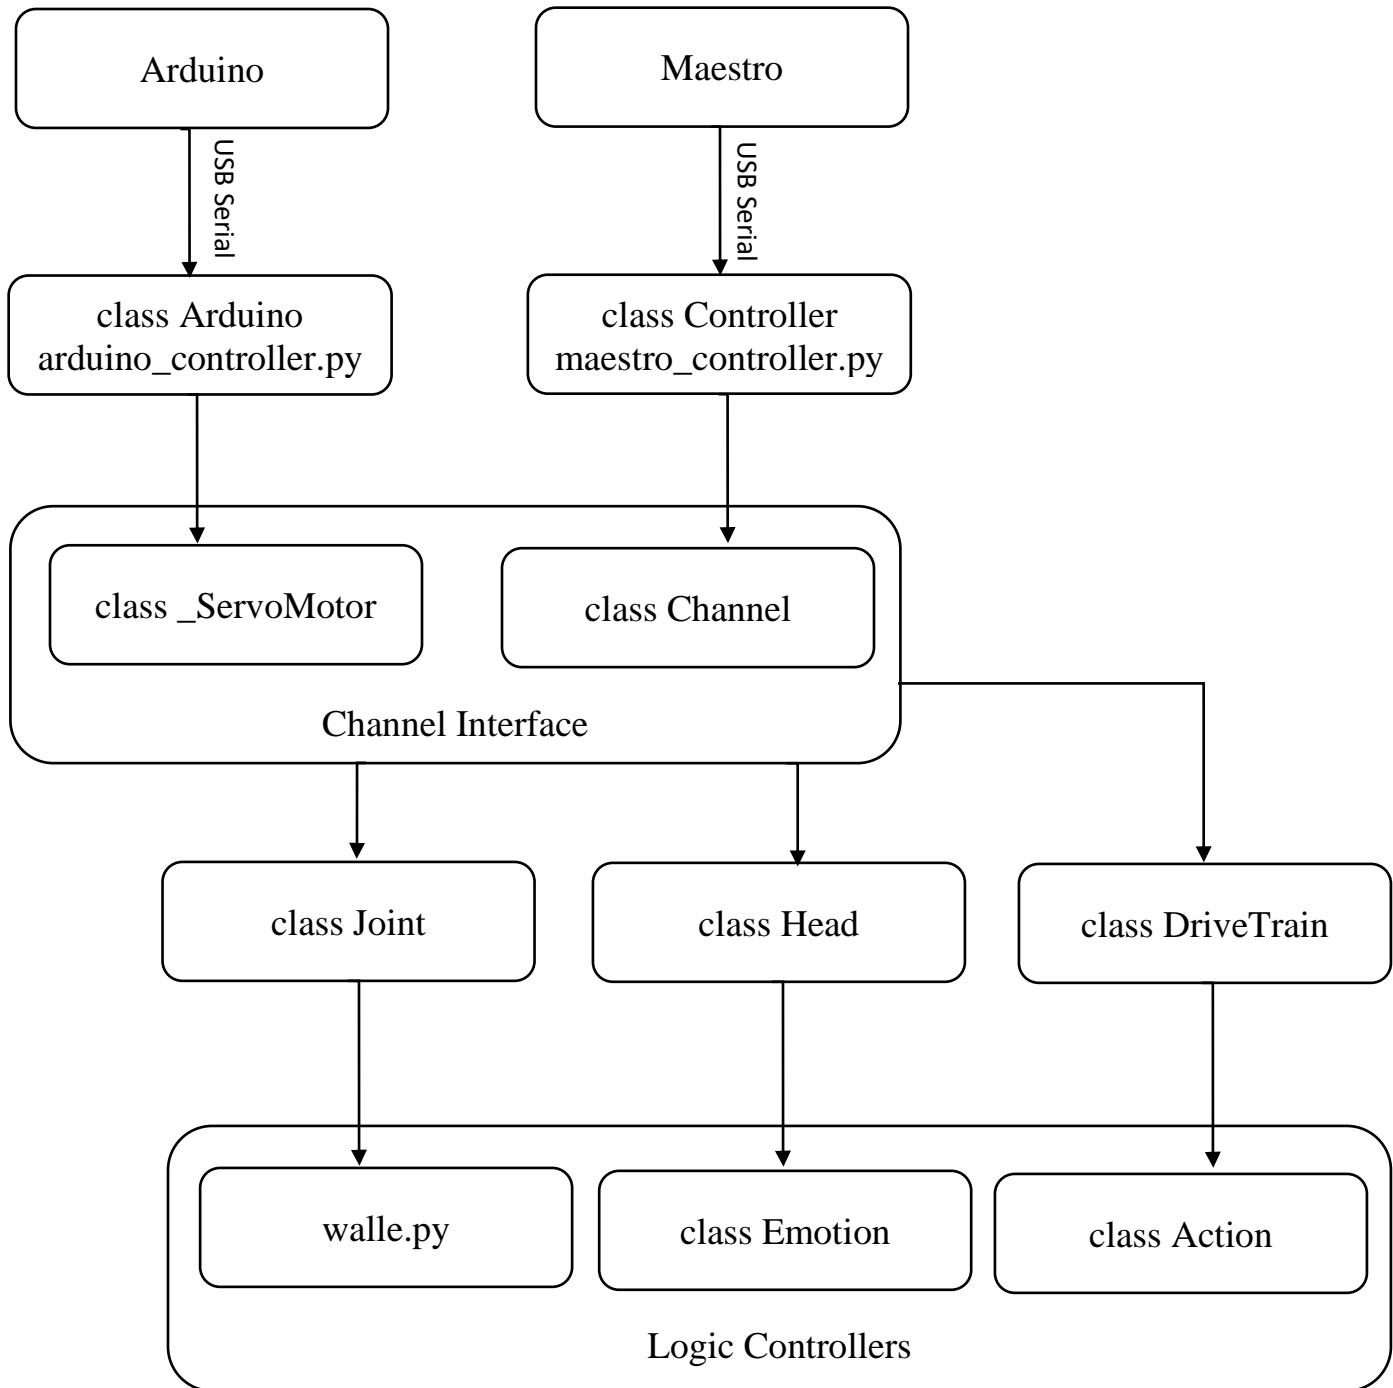 Arduino
Maestro
USB Serial
USB Serial
class Arduino
arduino_controller.py
class Controller
maestro_controller.py
class _ServoMotor
class Channel
Channel Interface
class Joint
class Head
class DriveTrain
walle.py
class Emotion
class Action
Logic Controllers